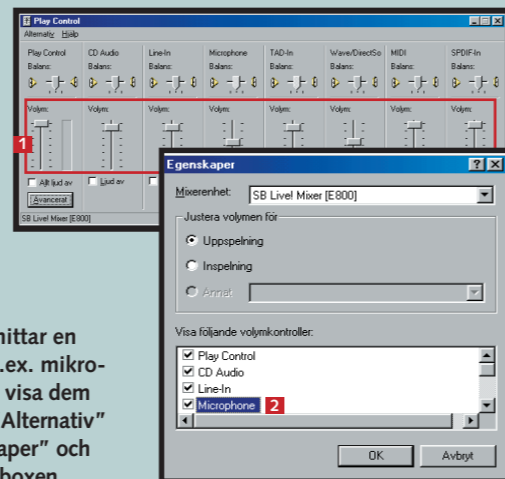 Play Control
Alternativ Hjälp
Play Control CD Audio Line-In Microphone TAD-In Wave/DirectSo MIDI SPDIF-In
Balans: Balans: Balans: Balans: Balans: Balans: Balans: Balans:
Volym: Volym: Volym: Volym: Volym: Volym: Volym: Volym:
1
Allt ljud av Ljud av
Avancerat
SB Live! Mixer [E800]
Egenskaper
Mixerenhet: SB Live! Mixer [E800]
Justera volymen för
Uppspelning
Inspelning
Annat
Visa följande volymkontroller:
Play Control
CD Audio
Line-In
Microphone 2
OK Avbryt
en
mikro-
visa dem
Alternativ"
och